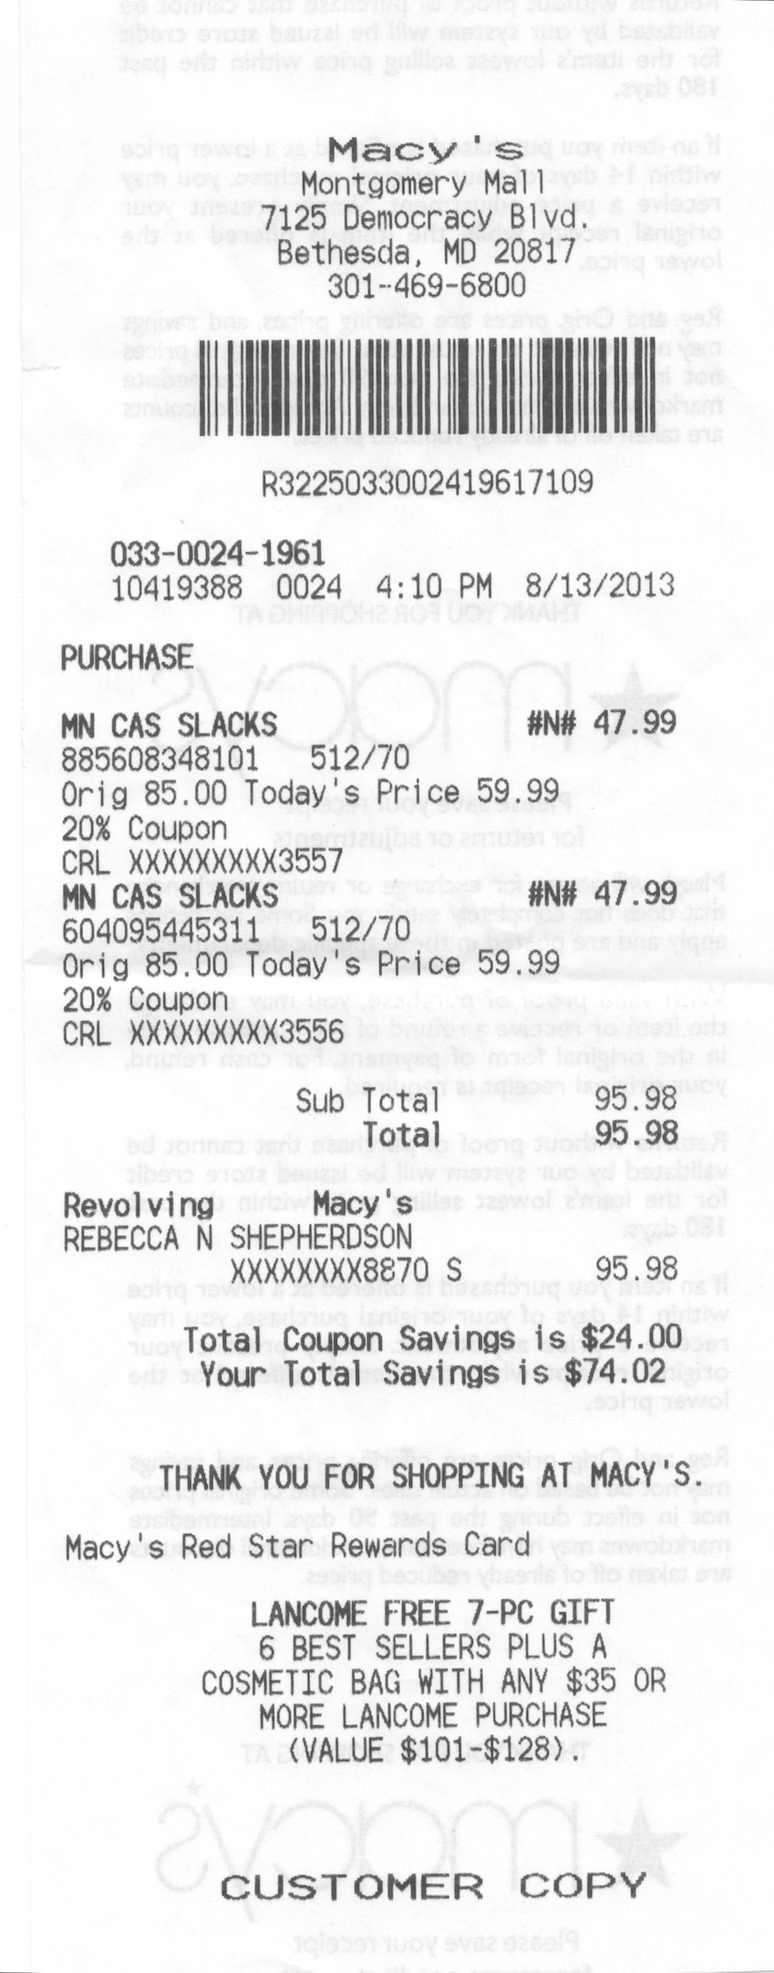 Macy's
Montgomery Mall
7125 Democracy Blvd.
Bethesda, MD 20817
301-469-6800
R3225033002419617109
033-0024-1961
10419388 0024 4:10 PM 8/13/2013
PURCHASE
MN CAS SLACKS #N# 47.99
885608348101 512/70
Orig 85.00 Today's Price 59.99
20% Coupon
CRL XXXXXXXXX3557
MN CAS SLACKS #N# 47.99
604095445311 512/70
Orig 85.00 Today's Price 59.99
20% Coupon
CRL XXXXXXXXX3556
Sub Total 95.98
Total 95.98
Revolving Macy's
REBECCA N SHEPHERDSON
XXXXXXXX8870 S 95.98
Total Coupon Savings is $24.00
Your Total Savings is $74.02
THANK YOU FOR SHOPPING AT MACY'S.
Macy's Red Star Rewards Card
LANCOME FREE 7-PC GIFT
6 BEST SELLERS PLUS A
COSMETIC BAG WITH ANY $35 OR
MORE LANCOME PURCHASE
(VALUE $101-$128).
CUSTOMER COPY